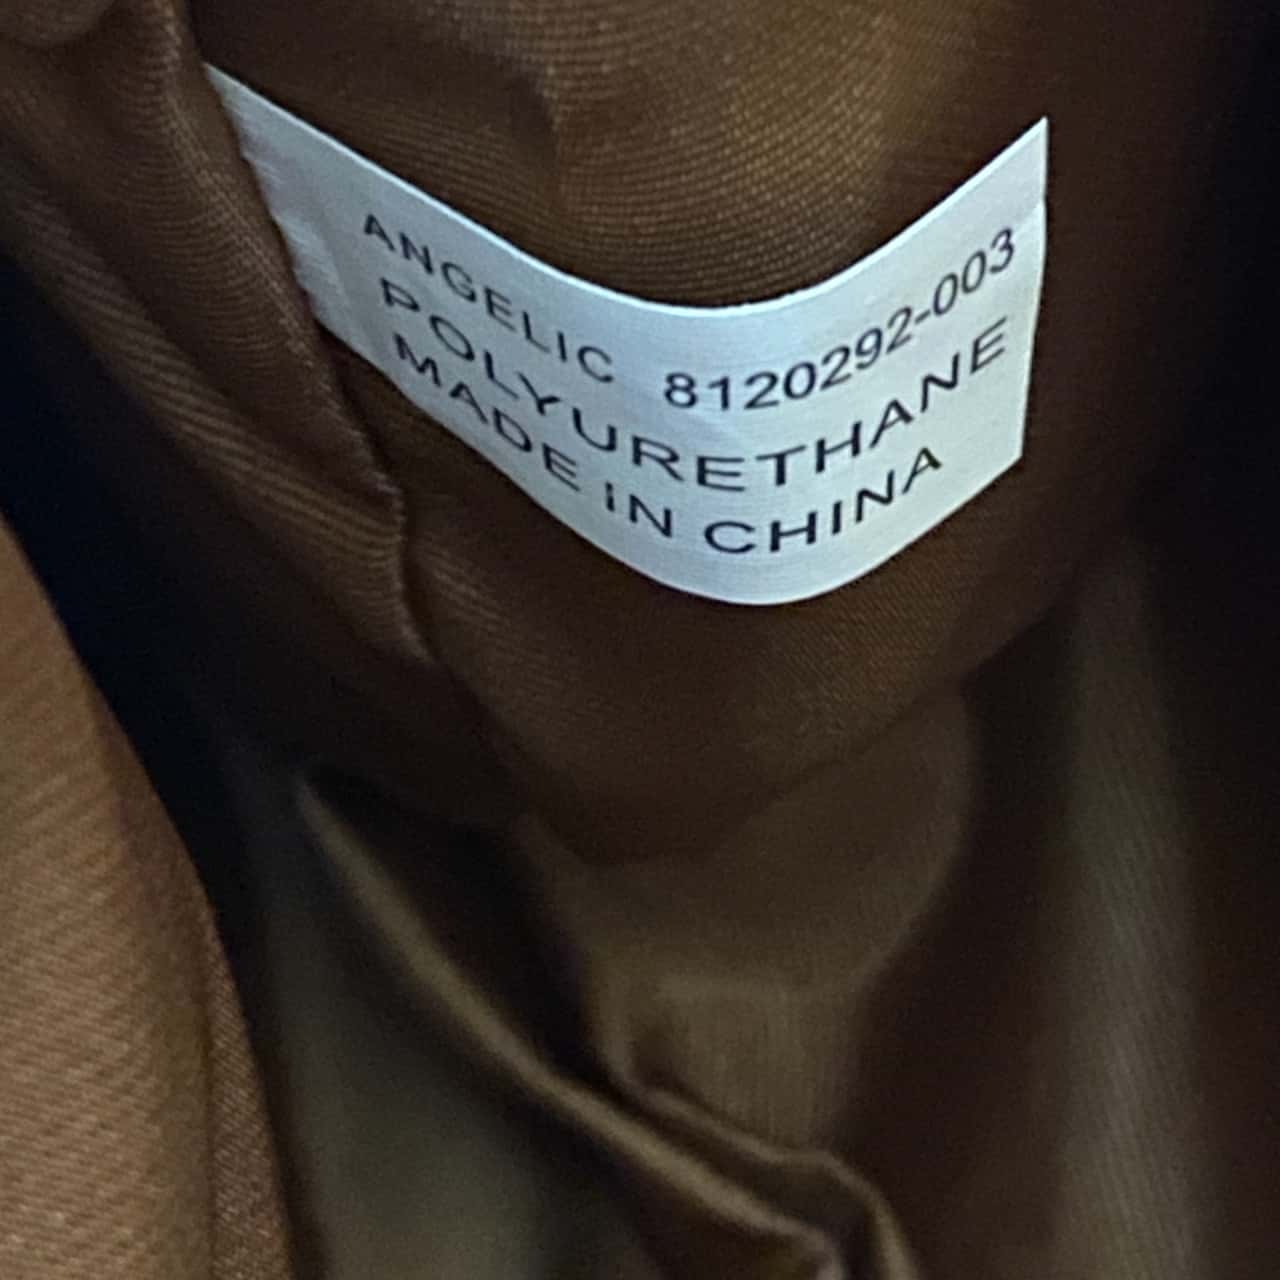 ANGELIC 8120292-003
POLYURETHANE
MADE iN CHINA